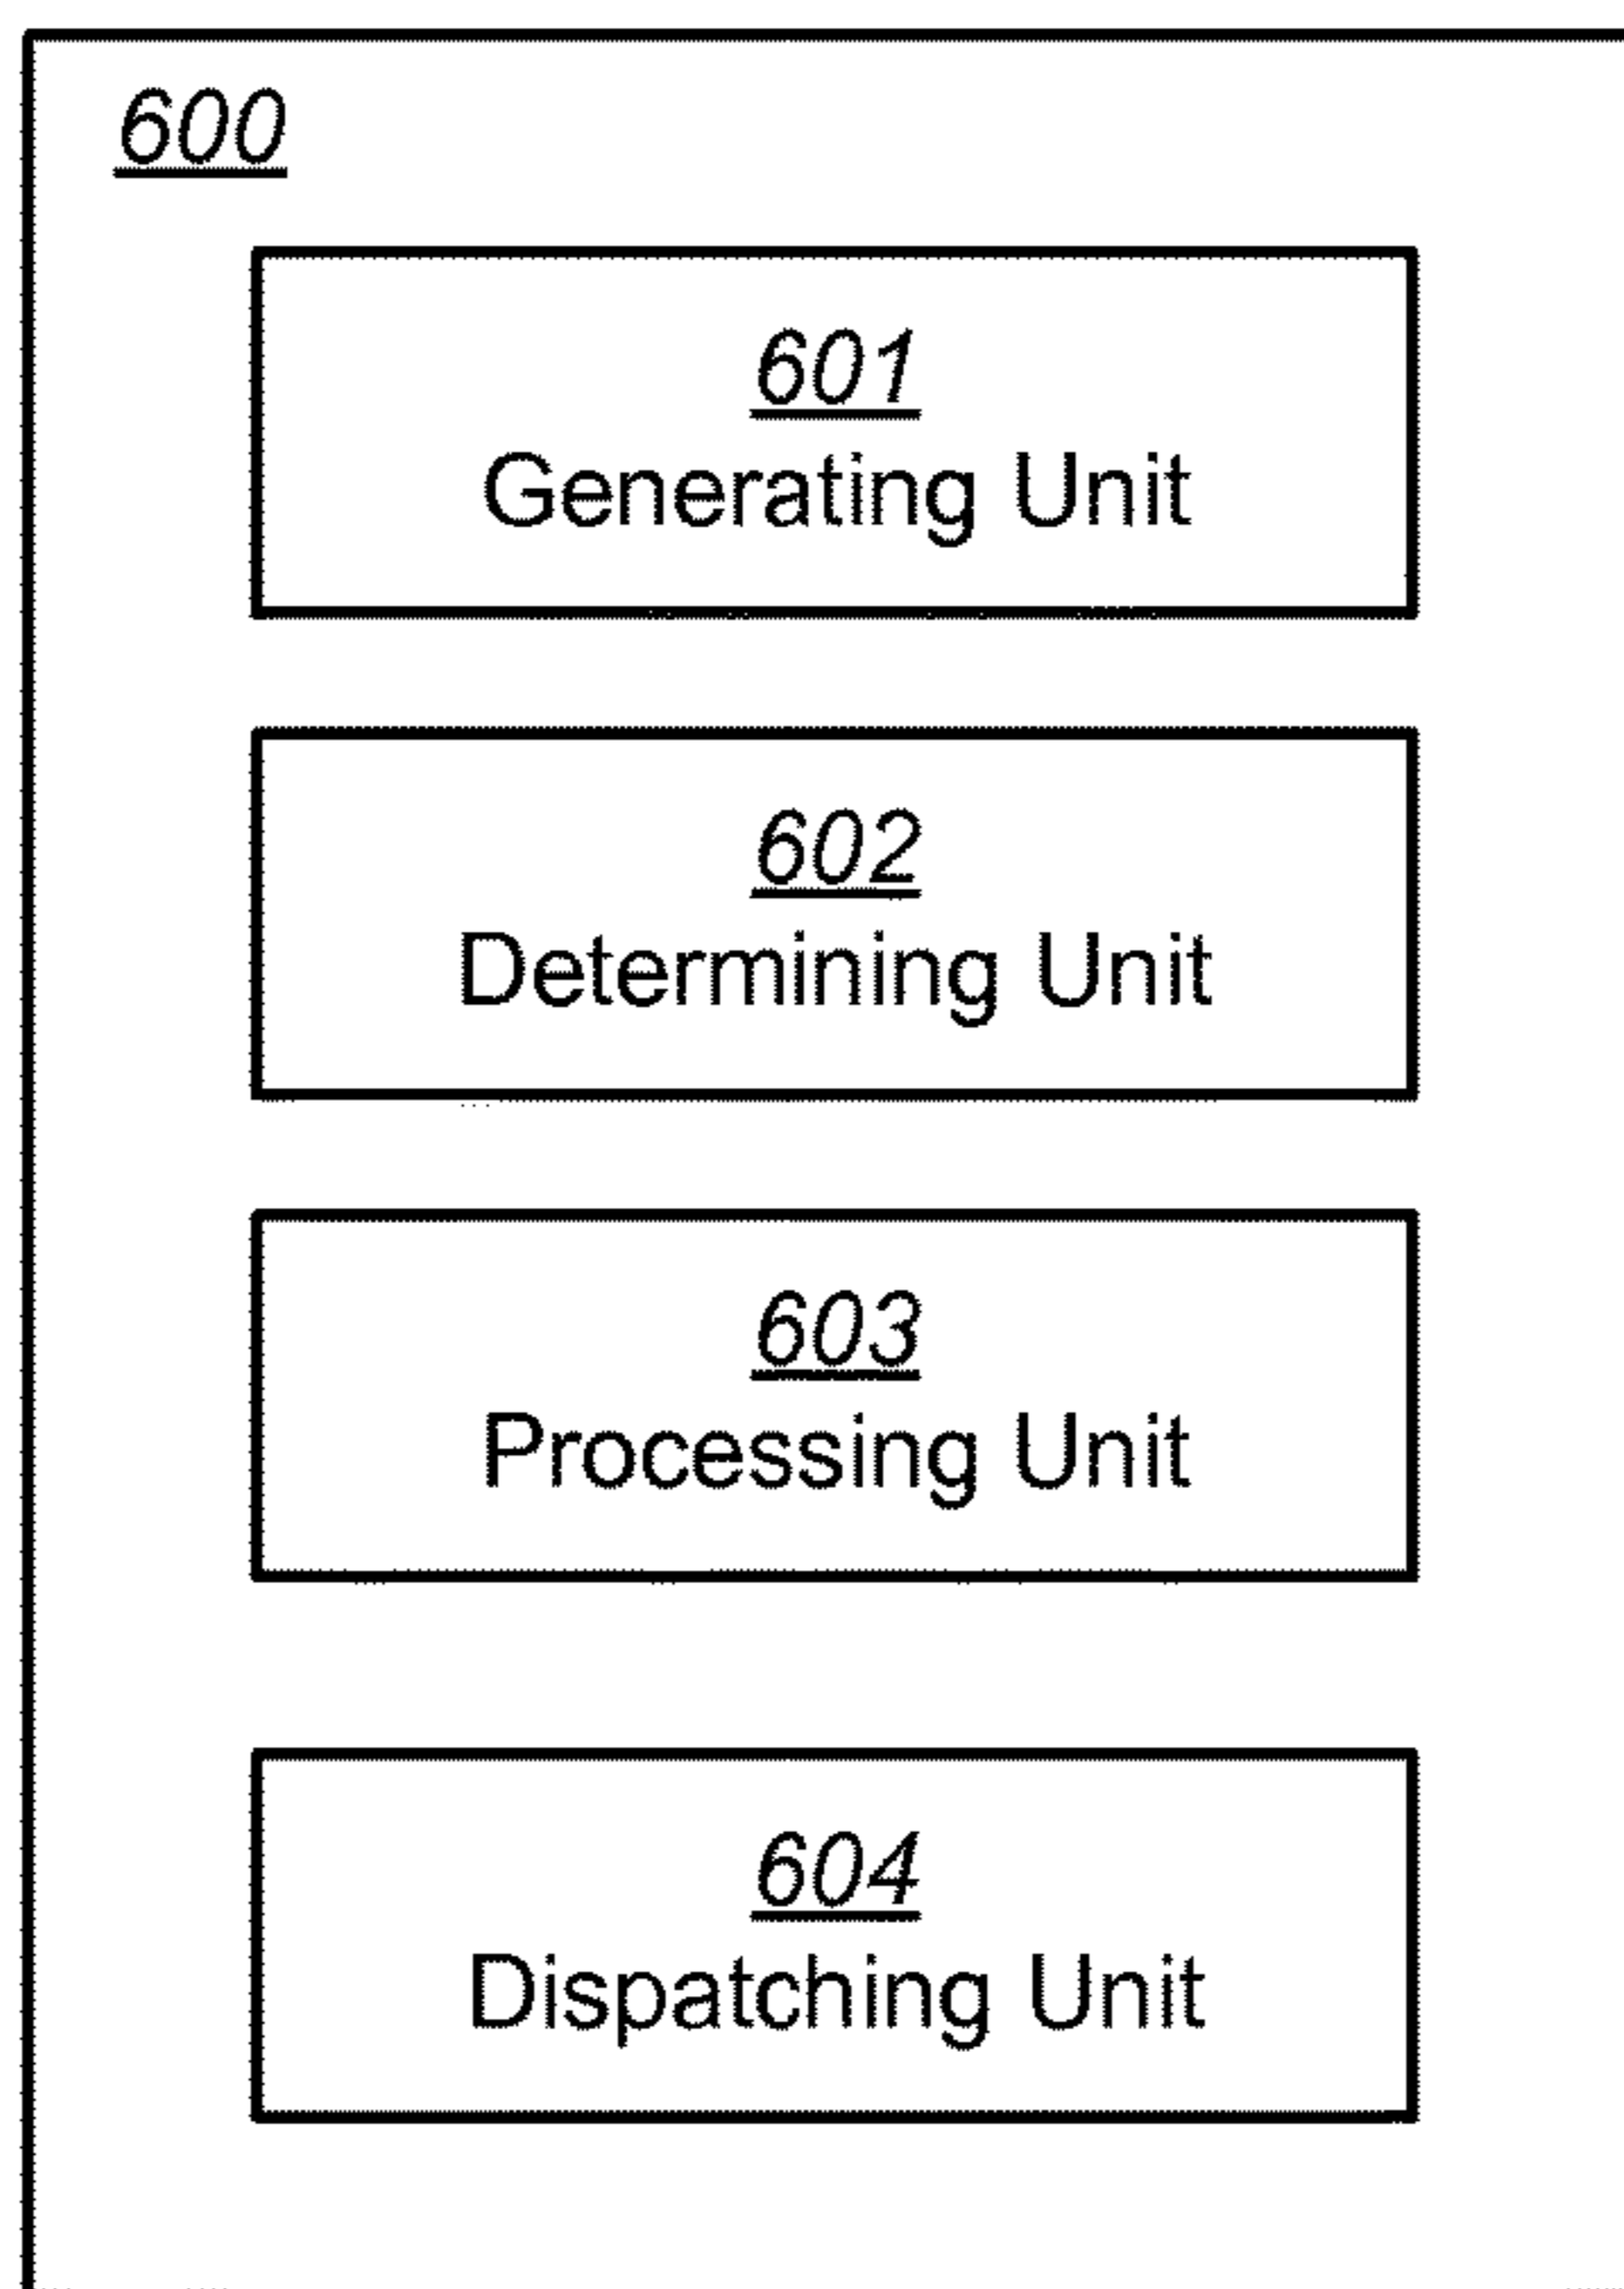 600
601
Generating Unit
602
Determining Unit
603
Processing Unit
604
Dispatching Unit